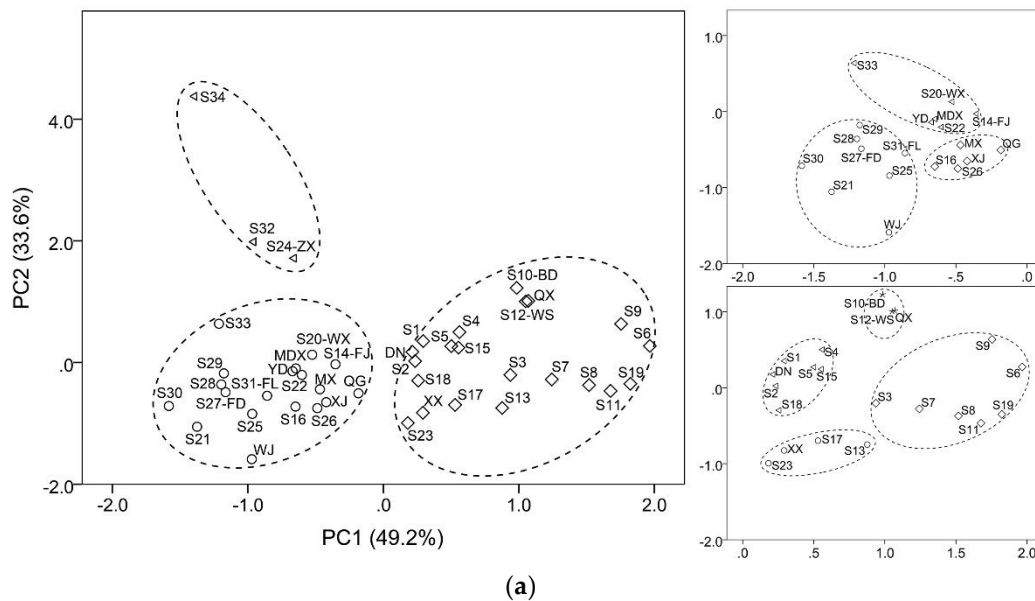 4.0
2.0
.0
-2.0
PC2 (33.6%)
-2.0
-1.0
.0
1.0
2.0
PC1 (49.2%)
S34
S32
S24-ZX
S33
S20-WX
MDX
S14-FJ
S29
YD
S28
S31-FL
S22
MX
QG
S30
S27-FD
S16
XJ
S25
S26
S21
WJ
S10-BD
QX
S12-WS
S1
S5
S4
DN
S15
S2
S18
S3
S7
S9
S6
S8
S19
S11
XX
S17
S13
S23
1.0
.0
-1.0
-2.0
-2.0
-1.5
-1.0
-.5
.0
S33
S20-WX
YD
MDX
S14-FJ
S22
S29
S28
S31-FL
MX
QG
S27-FD
S30
S16
XJ
S26
S25
S21
WJ
1.0
.0
-1.0
-2.0
.0
.5
1.0
1.5
2.0
S10-BD
S12-WS
QX
S1
S4
DN
S5
S15
S2
S18
S9
S6
S3
S7
S8
S19
S11
XX
S17
S13
S23
(a)